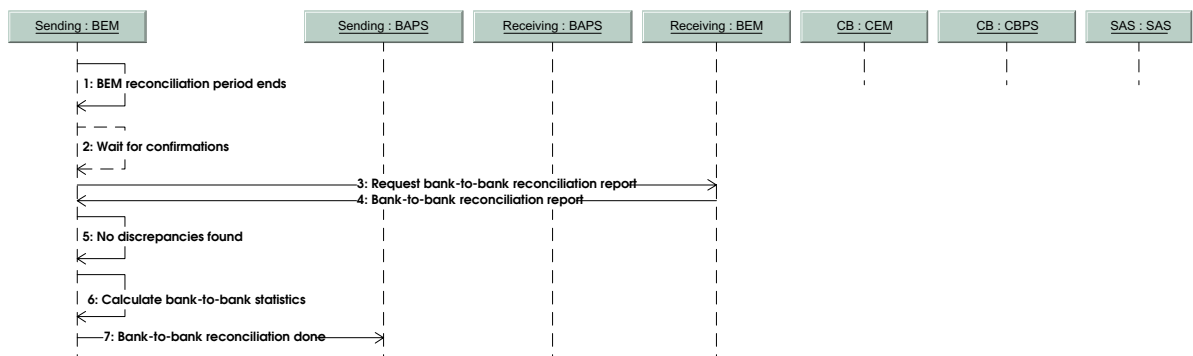 Sending : BEM
Sending : BAPS
Receiving : BAPS
Receiving : BEM
CB : CEM
CB : CBPS
SAS : SAS
1: BEM reconciliation period ends
2: Wait for confirmations
3: Request bank-to-bank reconciliation report
4: Bank-to-bank reconciliation report
5: No discrepancies found
6: Calculate bank-to-bank statistics
7: Bank-to-bank reconciliation done